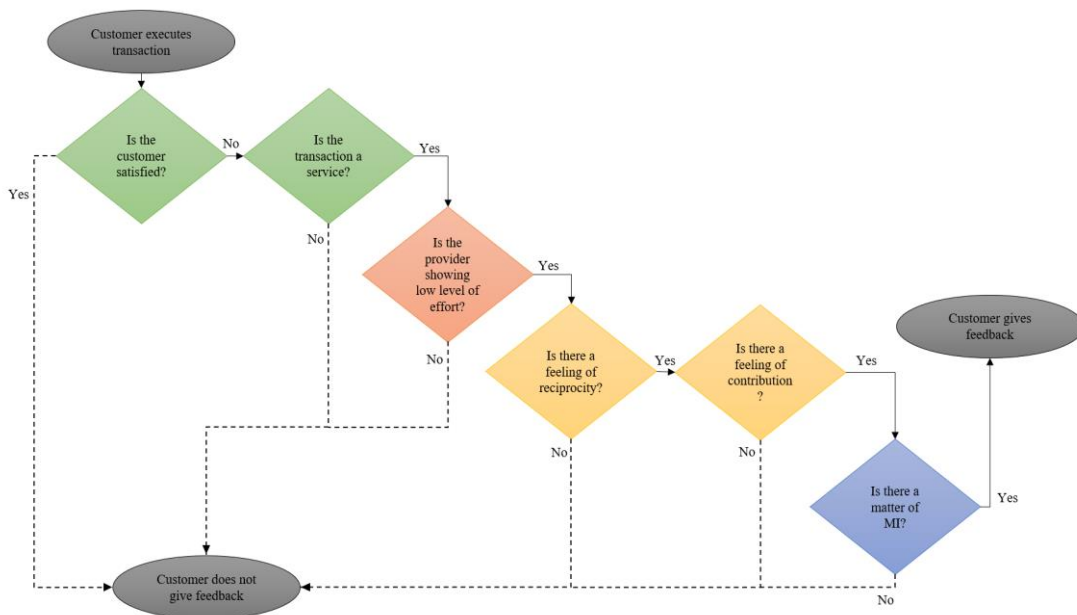 Customer executes
transaction
Is the
customer
satisfied?
No
Is the
transaction a
service?
Yes
Yes
No
Is the
provider
showing
low level of
effort?
Yes
No
Is there a
feeling of
reciprocity?
Yes
Is there a
feeling of
contribution
?
Yes
Customer gives
feedback
No
No
Is there a
matter of
MI?
Yes
No
Customer does not
give feedback